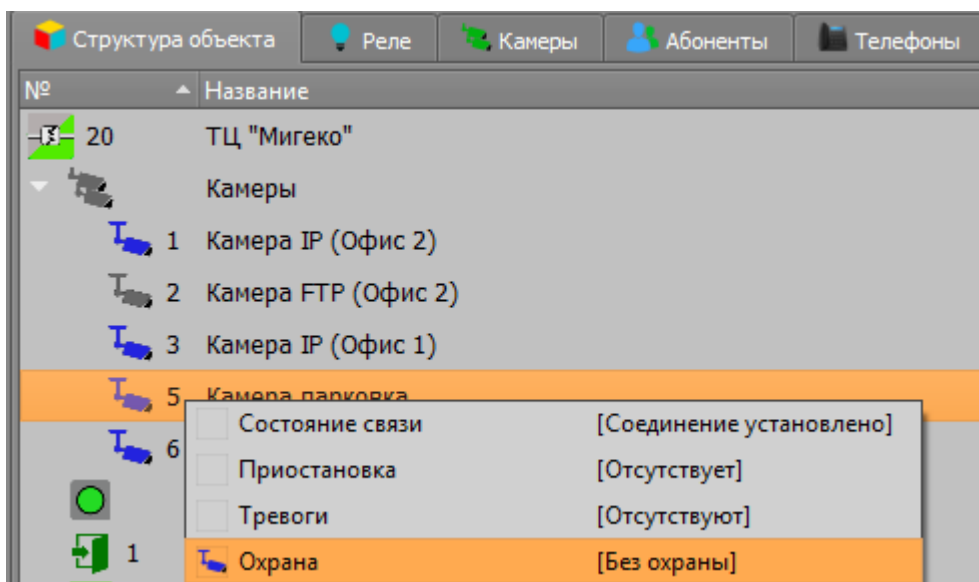 Структура объекта Реле Камеры Абоненты Телефоны
№ Название
20 ТЦ "Мигеко"
Камеры
1 Камера IP (Офис 2)
2 Камера FTP (Офис 2)
3 Камера IP (Офис 1)
5 Камера парковка
Состояние связи [Соединение установлено]
6
Приостановка [Отсутствует]
Тревоги [Отсутствуют]
1 Охрана [Без охраны]